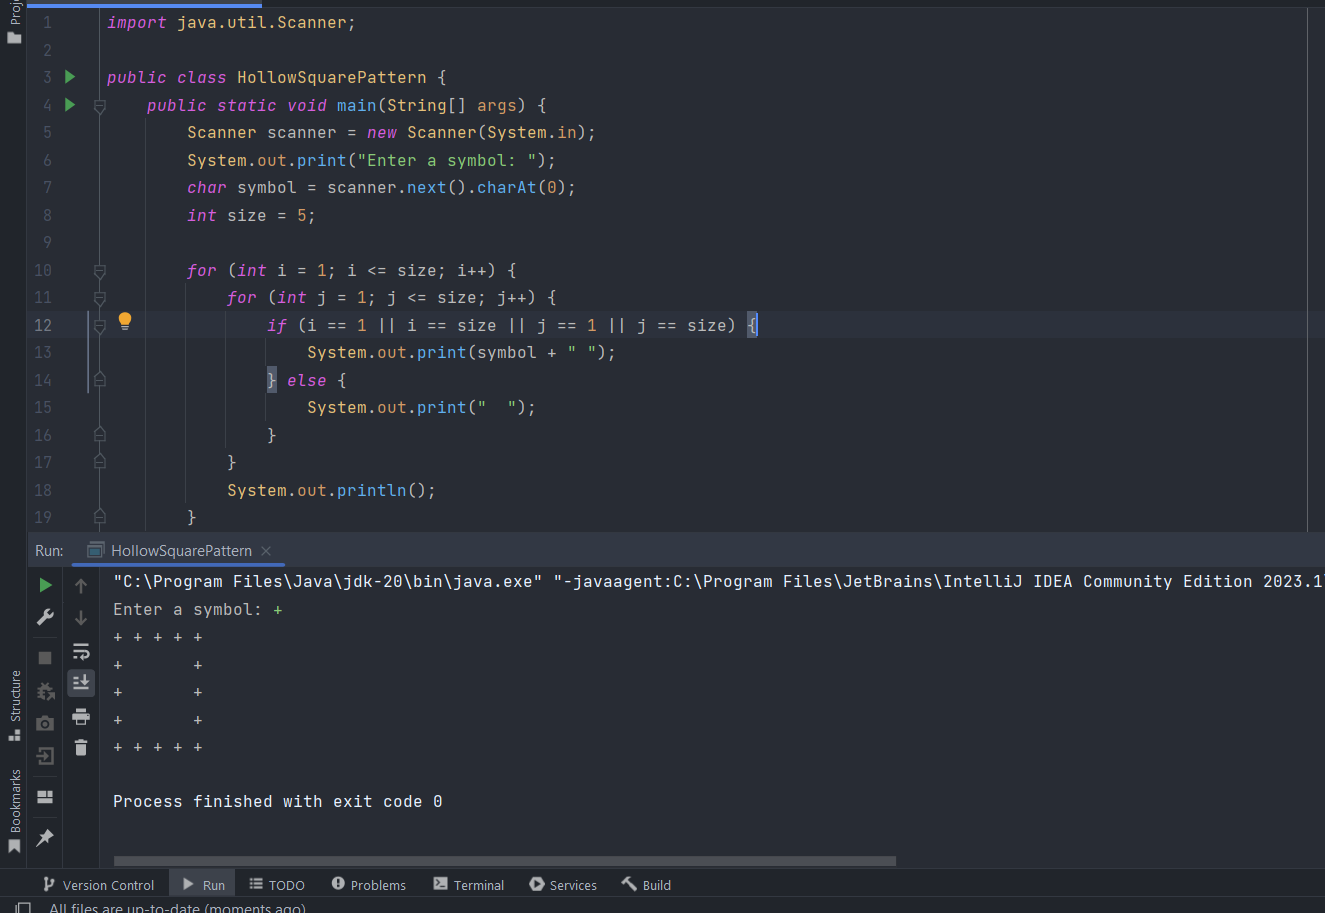 Proj
1 import java.util.Scanner;
2
3 public class HollowSquarePattern {
4     public static void main(String[] args) {
5         Scanner scanner = new Scanner(System.in);
6         System.out.print("Enter a symbol: ");
7         char symbol = scanner.next().charAt(0);
8         int size = 5;
9
10         for (int i = 1; i <= size; i++) {
11             for (int j = 1; j <= size; j++) {
12                 if (i == 1 || i == size || j == 1 || j == size) {
13                     System.out.print(symbol + " ");
14                 } else {
15                     System.out.print("  ");
16                 }
17             }
18             System.out.println();
19         }
Run: HollowSquarePattern
"C:\Program Files\Java\jdk-20\bin\java.exe" "-javaagent:C:\Program Files\JetBrains\IntelliJ IDEA Community Edition 2023.1\
Enter a symbol: +
+ + + + +
+       +
+       +
+       +
+ + + + +
Process finished with exit code 0
Structure
Bookmarks
Version Control Run TODO Problems Terminal Services Build
All files are up-to-date (moments ago)